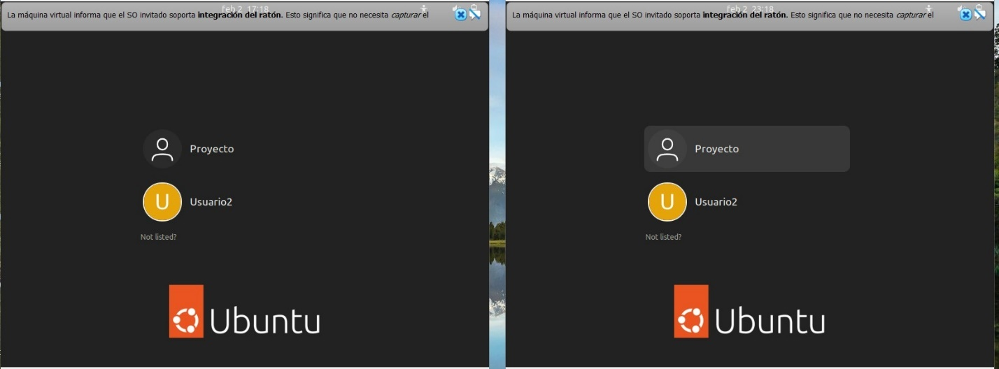 La máquina virtual informa que el SO invitado soporta integración del ratón. Esto significa que no necesita capturar el
feb 2 17:18
Proyecto
U Usuario2
Not listed?
Ubuntu
La máquina virtual informa que el SO invitado soporta integración del ratón. Esto significa que no necesita capturar el
feb 2 23:18
Proyecto
U Usuario2
Not listed?
Ubuntu